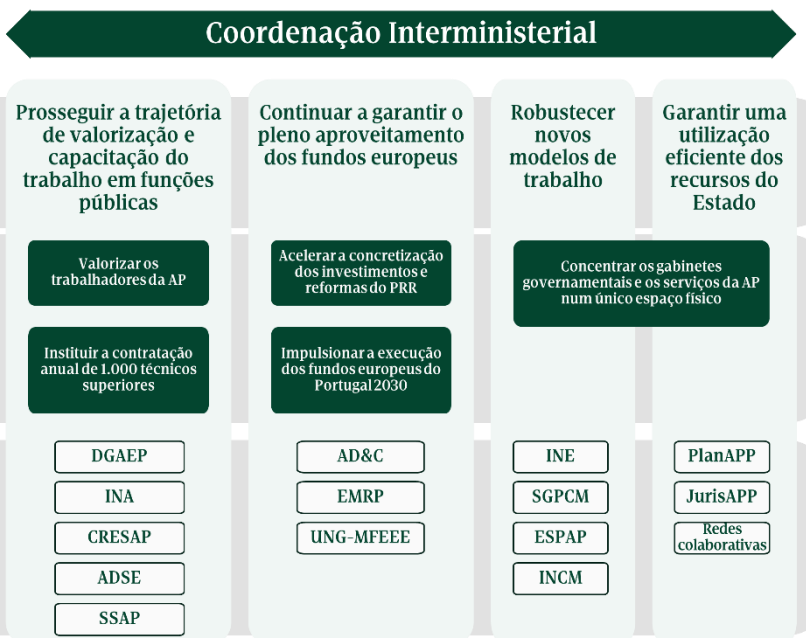 Coordenação Interministerial
Prosseguir a trajetória
de valorização e
capacitação do
trabalho em funções
públicas
Valorizar os
trabalhadores da AP
Instituir a contratação
anual de 1.000 técnicos
superiores
DGAEP
INA
CRESAP
ADSE
SSAP
Continuar a garantir o
pleno aproveitamento
dos fundos europeus
Acelerar a concretização
dos investimentos e
reformas do PRR
Impulsionar a execução
dos fundos europeus do
Portugal 2030
AD&C
EMRP
UNG-MFEEE
Robustecer
novos
modelos de
trabalho
Garantir uma
utilização
eficiente dos
recursos do
Estado
Concentrar os gabinetes
governamentais e os serviços da AP
num único espaço físico
INE
SGPCM
ESPAP
INCM
PlanAPP
JurisAPP
Redes
colaborativas